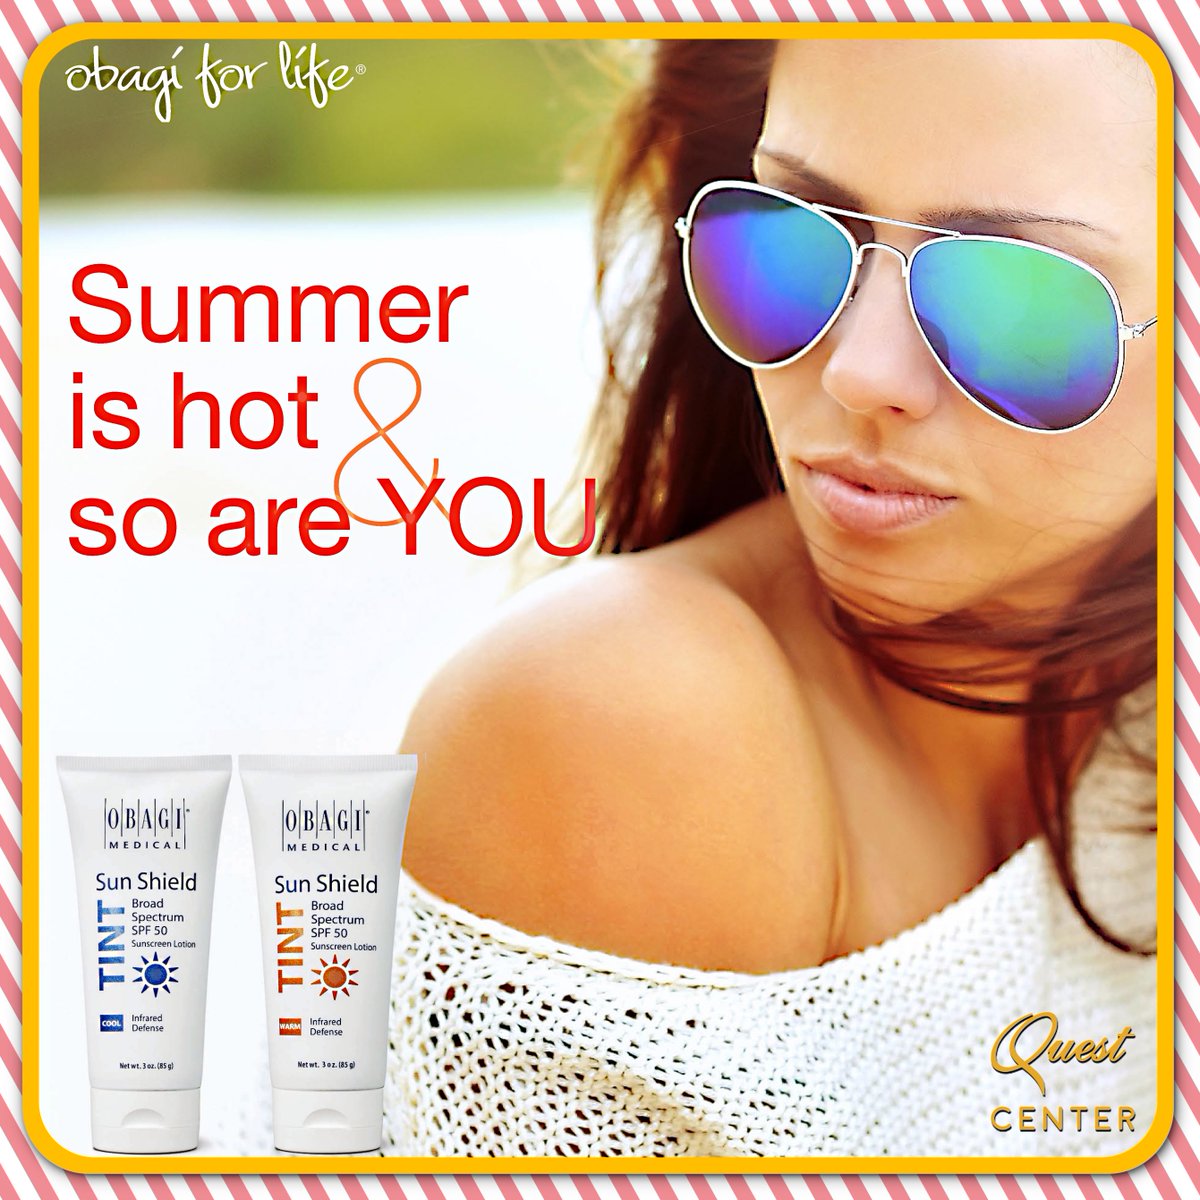 obagi for life®
Summer
is hot &
so are YOU
OBAGI®
MEDICAL
Sun Shield
TINT
Broad
Spectrum
SPF 50
Sunscreen Lotion
COOL
Infrared
Defense
Net wt. 3 oz. (85 g)
OBAGI®
MEDICAL
Sun Shield
TINT
Broad
Spectrum
SPF 50
Sunscreen Lotion
WARM
Infrared
Defense
Net wt. 3 oz. (85 g)
Quest
CENTER